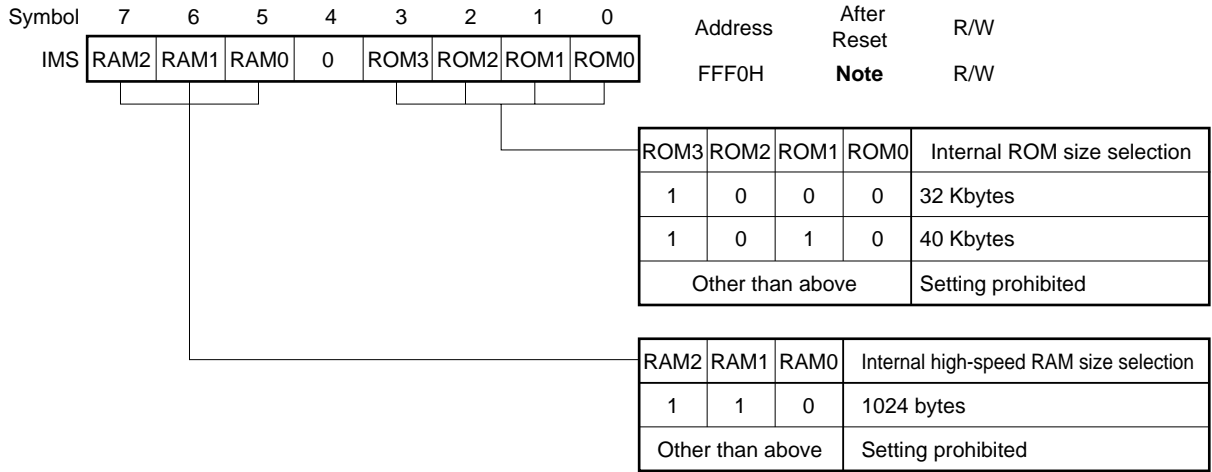 Symbol 7 6 5 4 3 2 1 0 Address After Reset R/W
IMS RAM2 RAM1 RAM0 0 ROM3 ROM2 ROM1 ROM0 FFF0H Note R/W
ROM3 ROM2 ROM1 ROM0 Internal ROM size selection
1 0 0 0 32 Kbytes
1 0 1 0 40 Kbytes
Other than above Setting prohibited
RAM2 RAM1 RAM0 Internal high-speed RAM size selection
1 1 0 1024 bytes
Other than above Setting prohibited